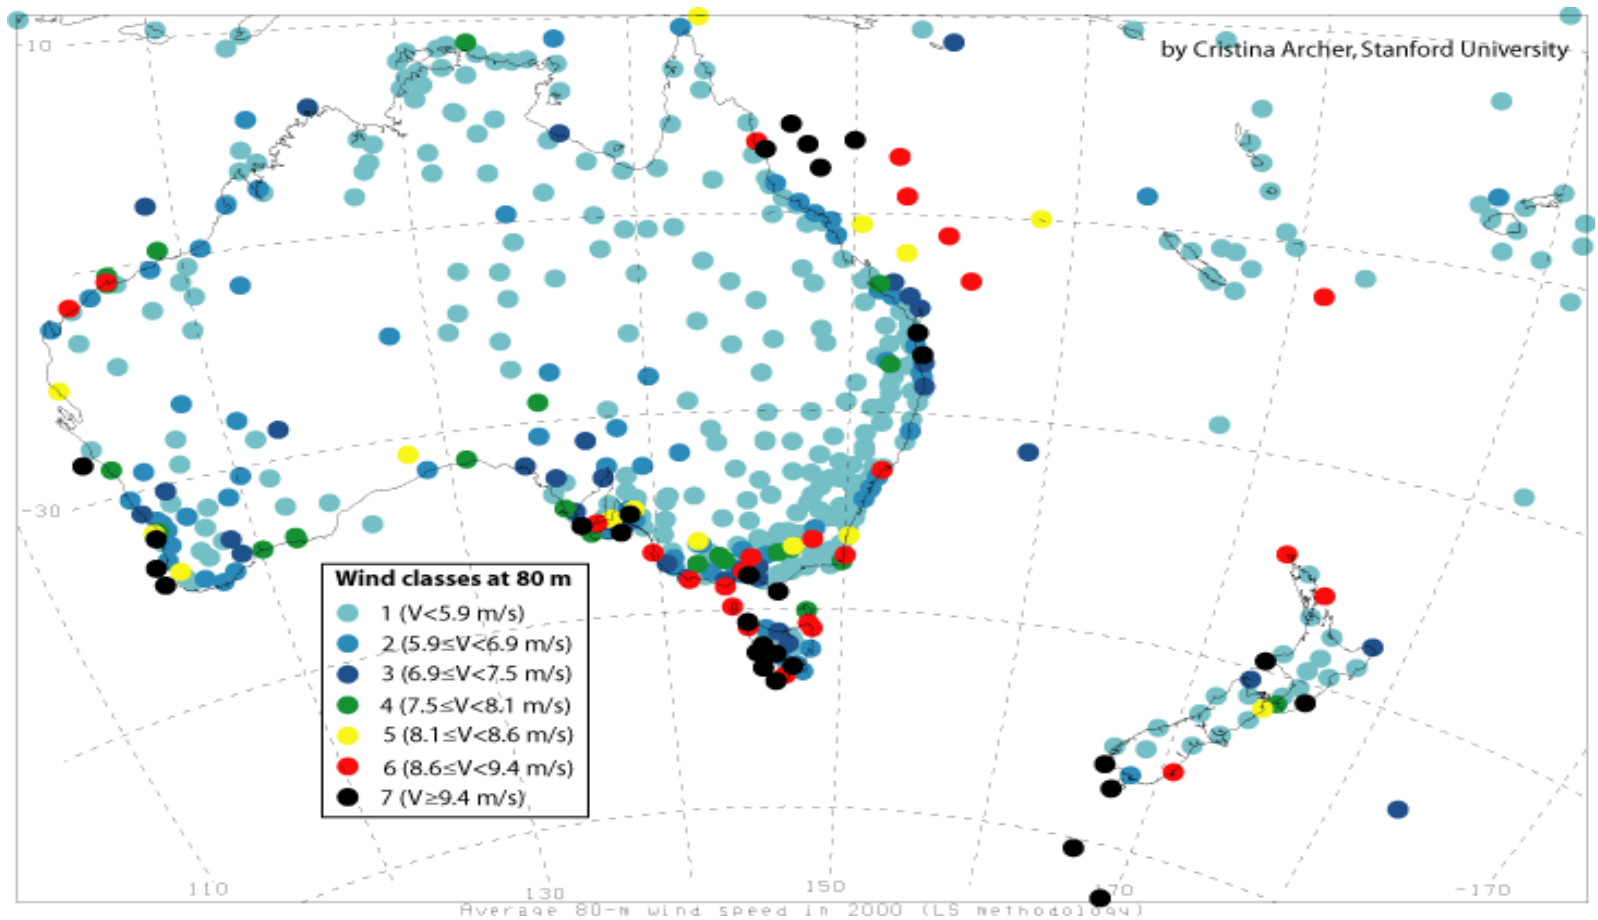 by Cristina Archer, Stanford University
-10
-30
Wind classes at 80 m
1 (V<5.9 m/s)
2 (5.9≤V<6.9 m/s)
3 (6.9≤V<7.5 m/s)
4 (7.5≤V<8.1 m/s)
5 (8.1≤V<8.6 m/s)
6 (8.6≤V<9.4 m/s)
7 (V≥9.4 m/s)
110
130
150
170
-170
Average 80-m wind speed in 2000 (LS methodology)